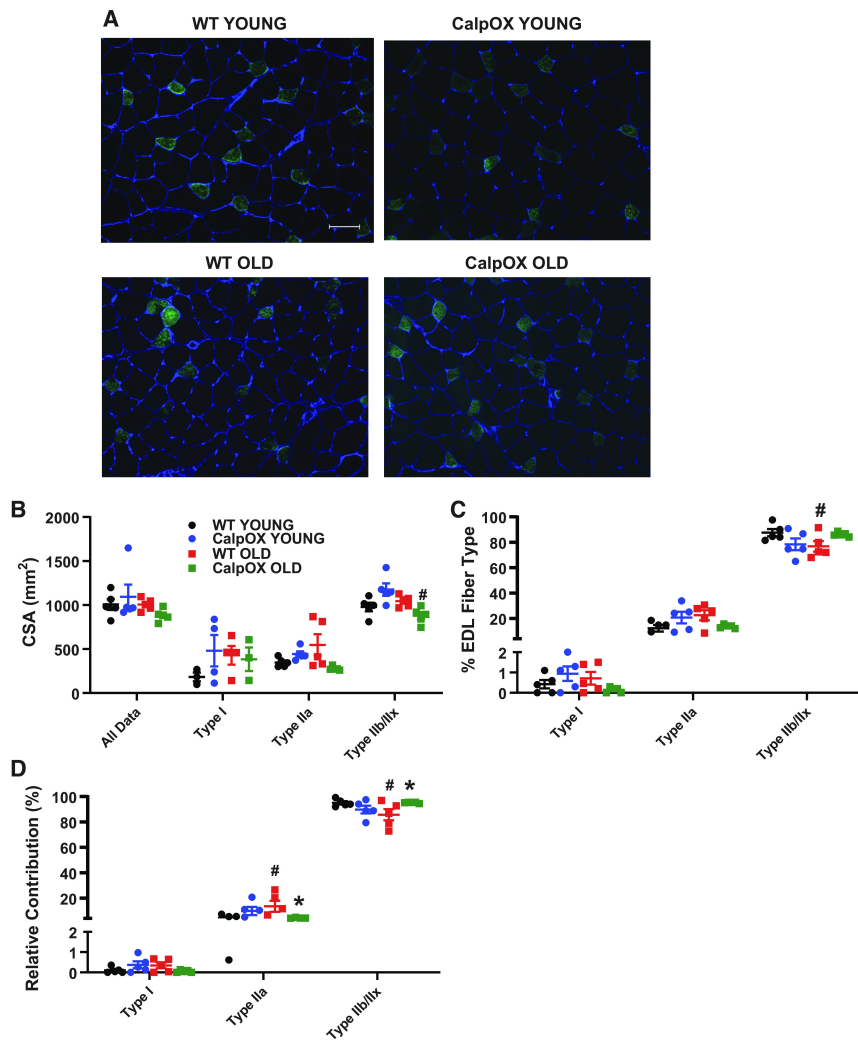 A
WT YOUNG
CalpOX YOUNG
WT OLD
CalpOX OLD
B
CSA (mm²)
2000
1500
1000
500
0
WT YOUNG
CalpOX YOUNG
WT OLD
CalpOX OLD
#
All Data
Type I
Type IIa
Type IIb/IIx
C
% EDL Fiber Type
100
80
60
40
20
2
1
0
#
Type I
Type IIa
Type IIb/IIx
D
Relative Contribution (%)
100
80
60
40
20
2
1
0
# *
# *
Type I
Type IIa
Type IIb/IIx